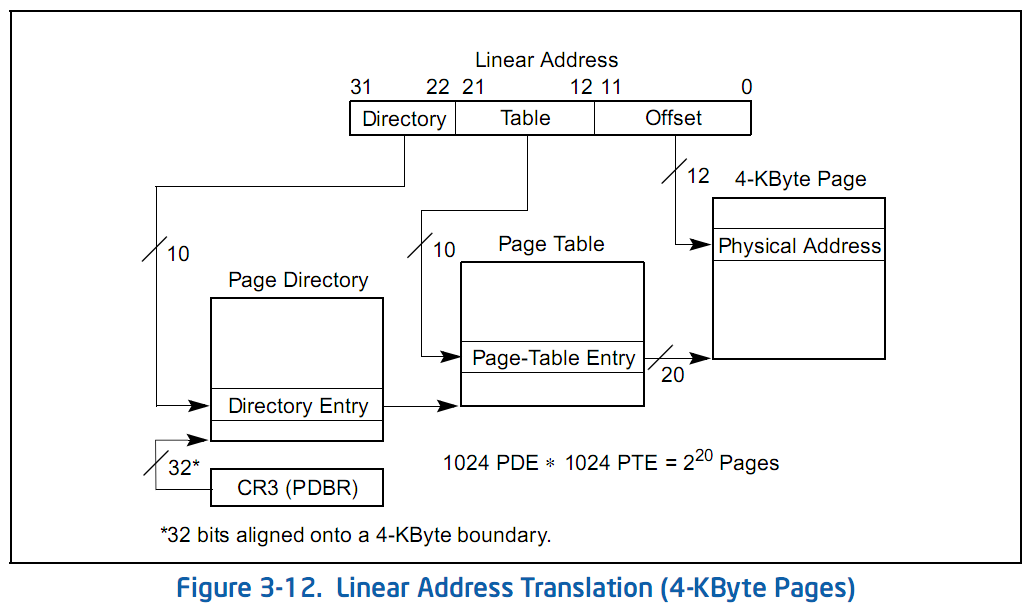 Linear Address
31 22 21 12 11 0
Directory Table Offset
12
4-KByte Page
Physical Address
10
10
Page Table
Page Directory
Page-Table Entry
20
Directory Entry
32*
CR3 (PDBR)
1024 PDE * 1024 PTE = 2^20 Pages
*32 bits aligned onto a 4-KByte boundary.
Figure 3-12. Linear Address Translation (4-KByte Pages)